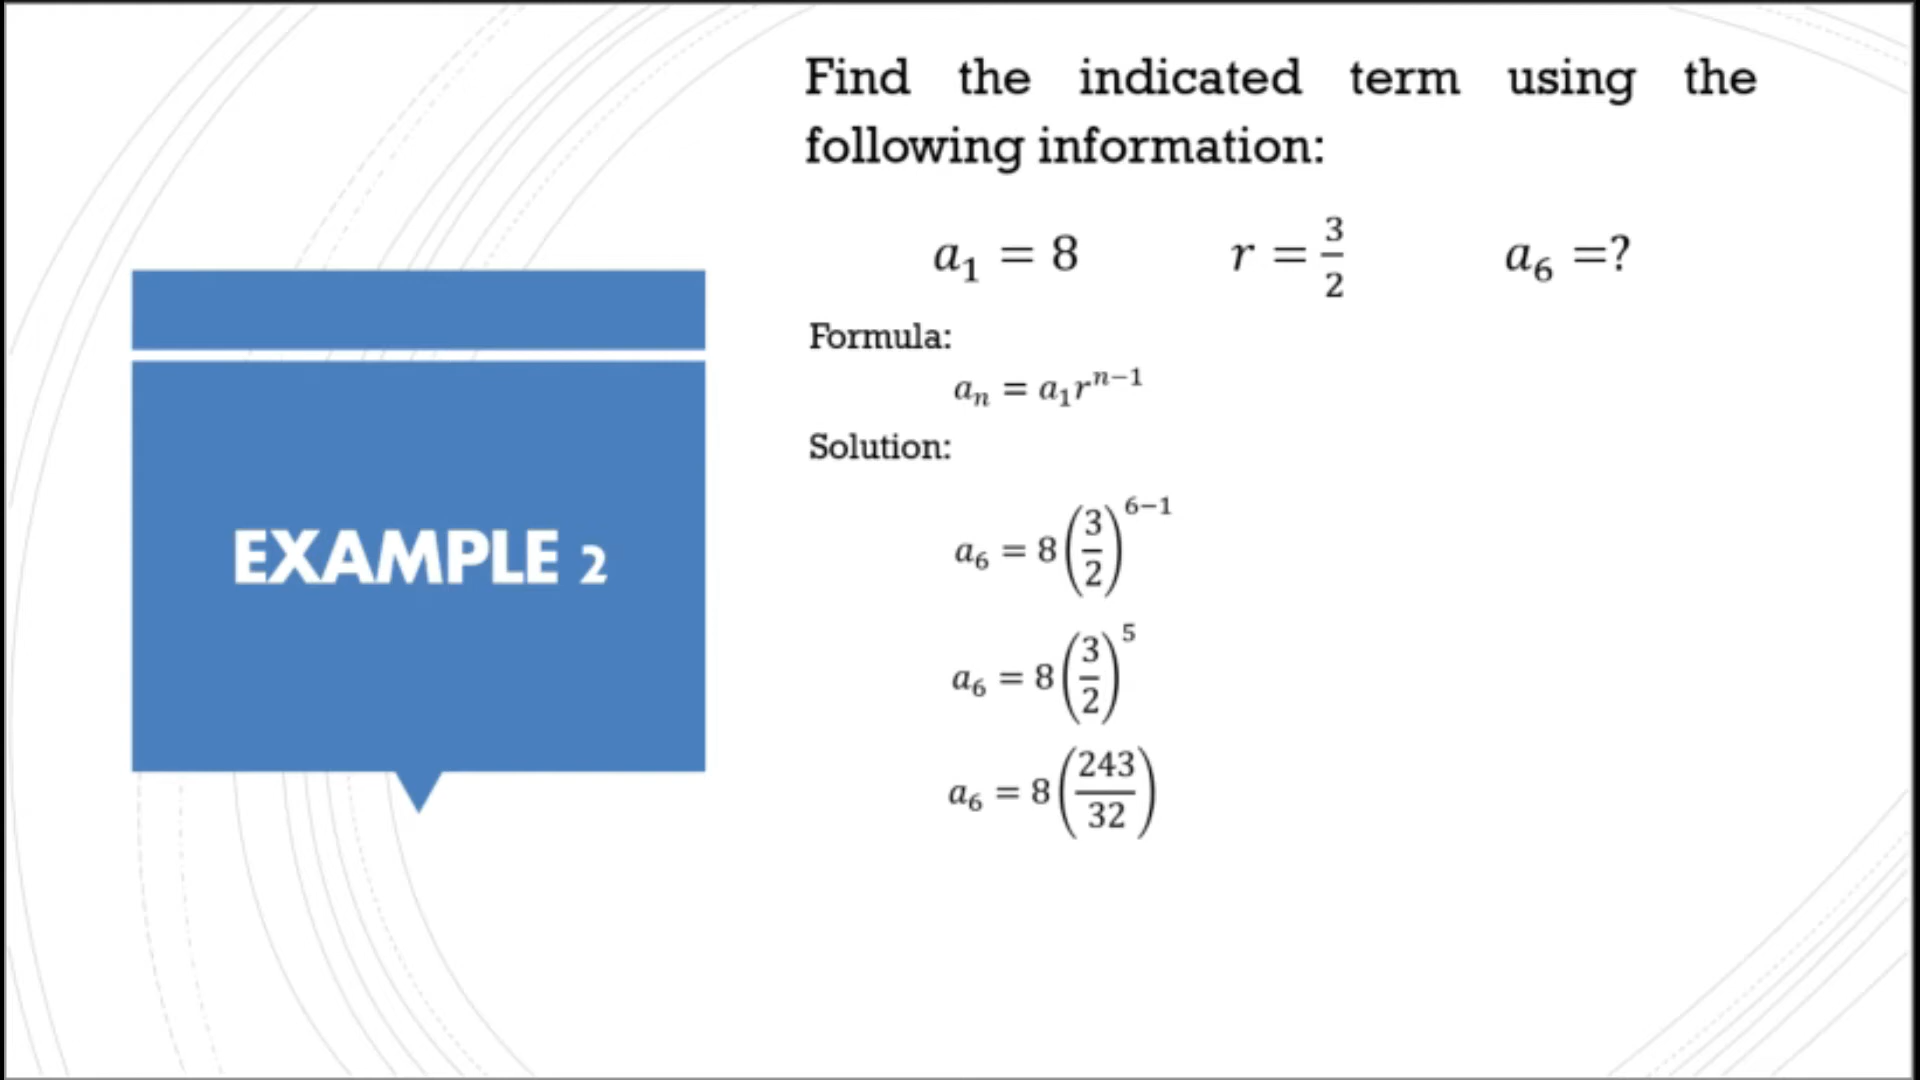 Find the indicated term using the
following information:
a₁ = 8 r = 3/2 a₆ =?
Formula:
aₙ = a₁rⁿ⁻¹
Solution:
a₆ = 8(3/2)⁶⁻¹
a₆ = 8(3/2)⁵
a₆ = 8(243/32)
EXAMPLE 2